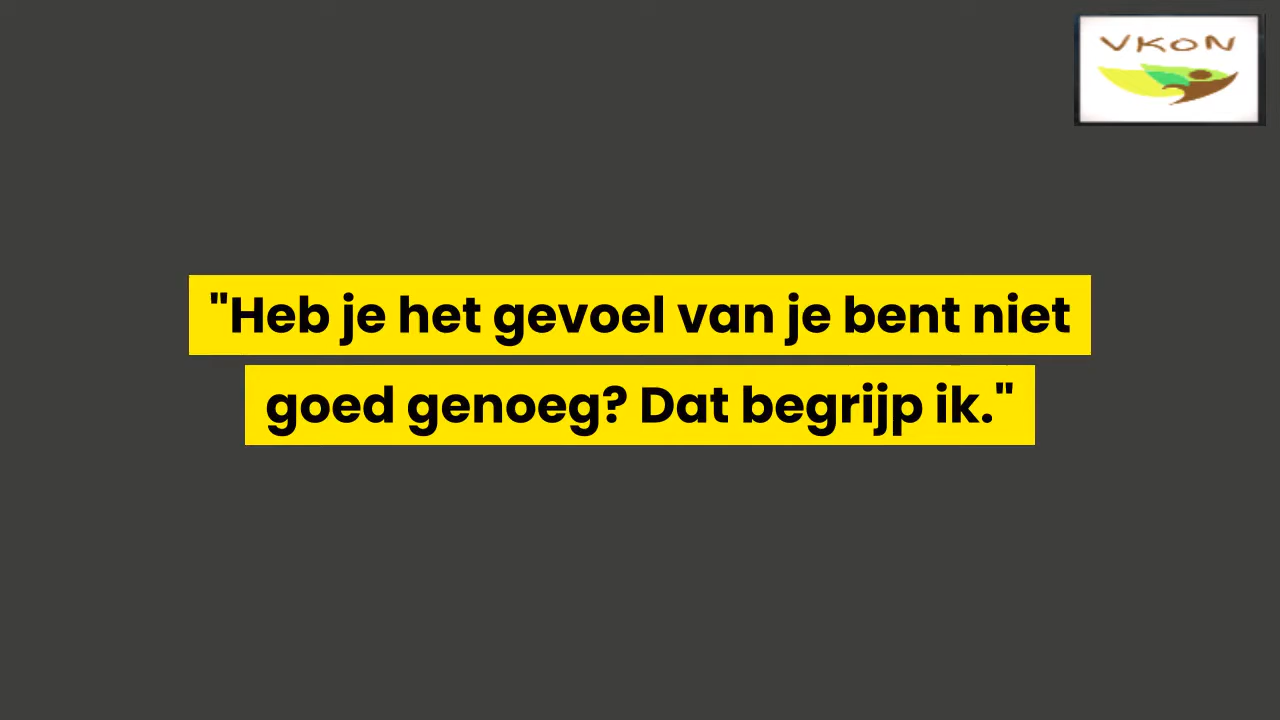 VKON
"Heb je het gevoel van je bent niet
goed genoeg? Dat begrijp ik."